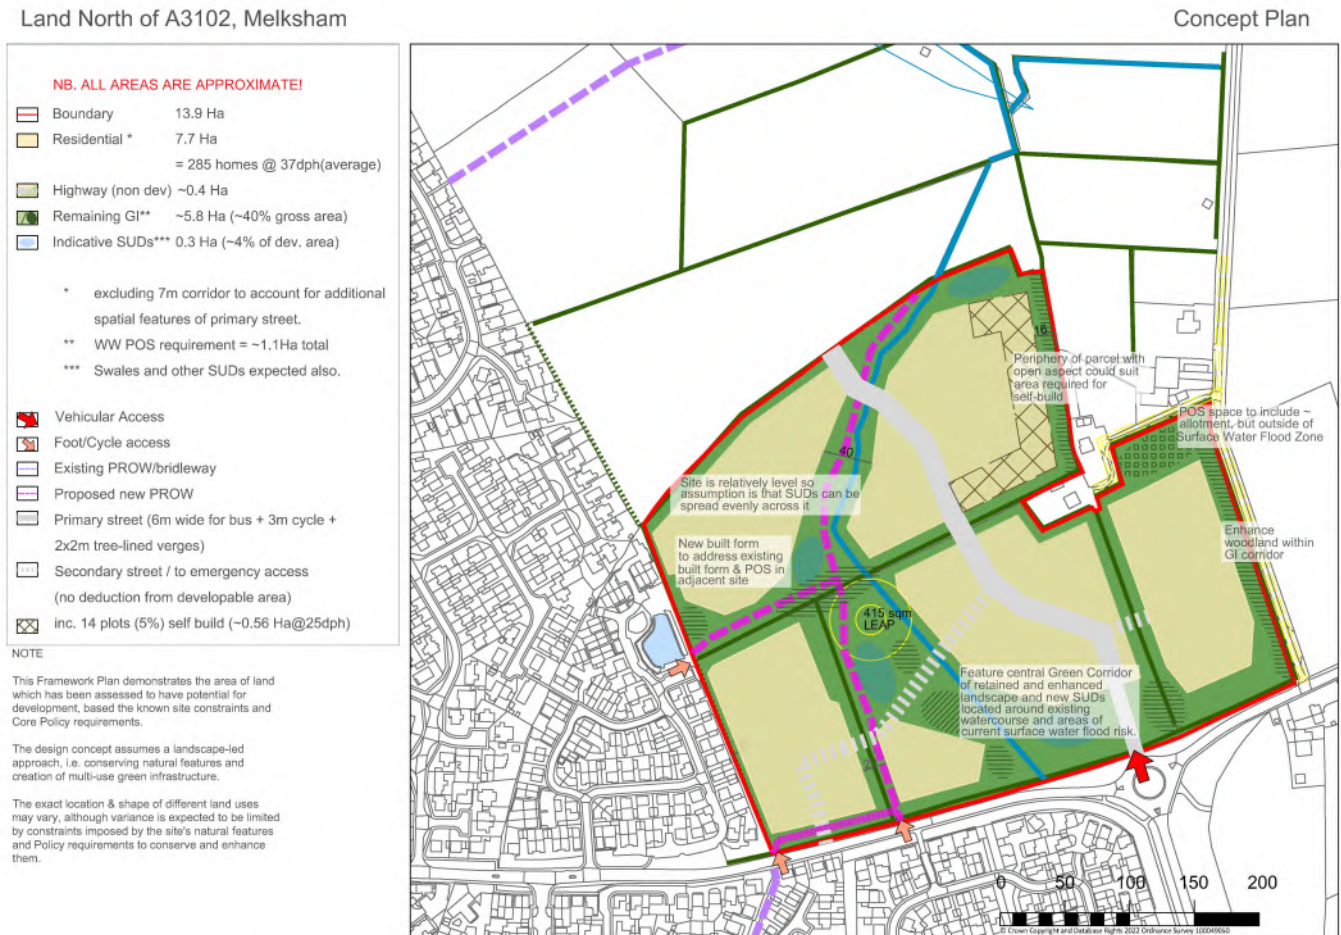 Land North of A3102, Melksham
Concept Plan
NB. ALL AREAS ARE APPROXIMATE!
Boundary 13.9 Ha
Residential * 7.7 Ha
= 285 homes @ 37dph(average)
Highway (non dev) ~0.4 Ha
Remaining GI** ~5.8 Ha (~40% gross area)
Indicative SUDs*** 0.3 Ha (~4% of dev. area)
* excluding 7m corridor to account for additional
spatial features of primary street.
** WW POS requirement = ~1.1Ha total
*** Swales and other SUDs expected also.
Vehicular Access
Foot/Cycle access
Existing PROW/bridleway
Proposed new PROW
Primary street (6m wide for bus + 3m cycle +
2x2m tree-lined verges)
Secondary street / to emergency access
(no deduction from developable area)
inc. 14 plots (5%) self build (~0.56 Ha@25dph)
NOTE
This Framework Plan demonstrates the area of land
which has been assessed to have potential for
development, based the known site constraints and
Core Policy requirements.
The design concept assumes a landscape-led
approach, i.e. conserving natural features and
creation of multi-use green infrastructure.
The exact location & shape of different land uses
may vary, although variance is expected to be limited
by constraints imposed by the site's natural features
and Policy requirements to conserve and enhance
them.
16
Periphery of parcel with
open aspect could suit
area required for
self-build
POS space to include ~
allotment, but outside of
Surface Water Flood Zone
40
Site is relatively level so
assumption is that SUDs can be
spread evenly across it
New built form
to address existing
built form & POS in
adjacent site
Enhance
woodland within
GI corridor
415 sqm
LEAP
Feature central Green Corridor
of retained and enhanced
landscape and new SUDs
located around existing
watercourse and areas of
current surface water flood risk.
0 50 100 150 200
© Crown Copyright and Database Rights 2022 Ordnance Survey 100049050